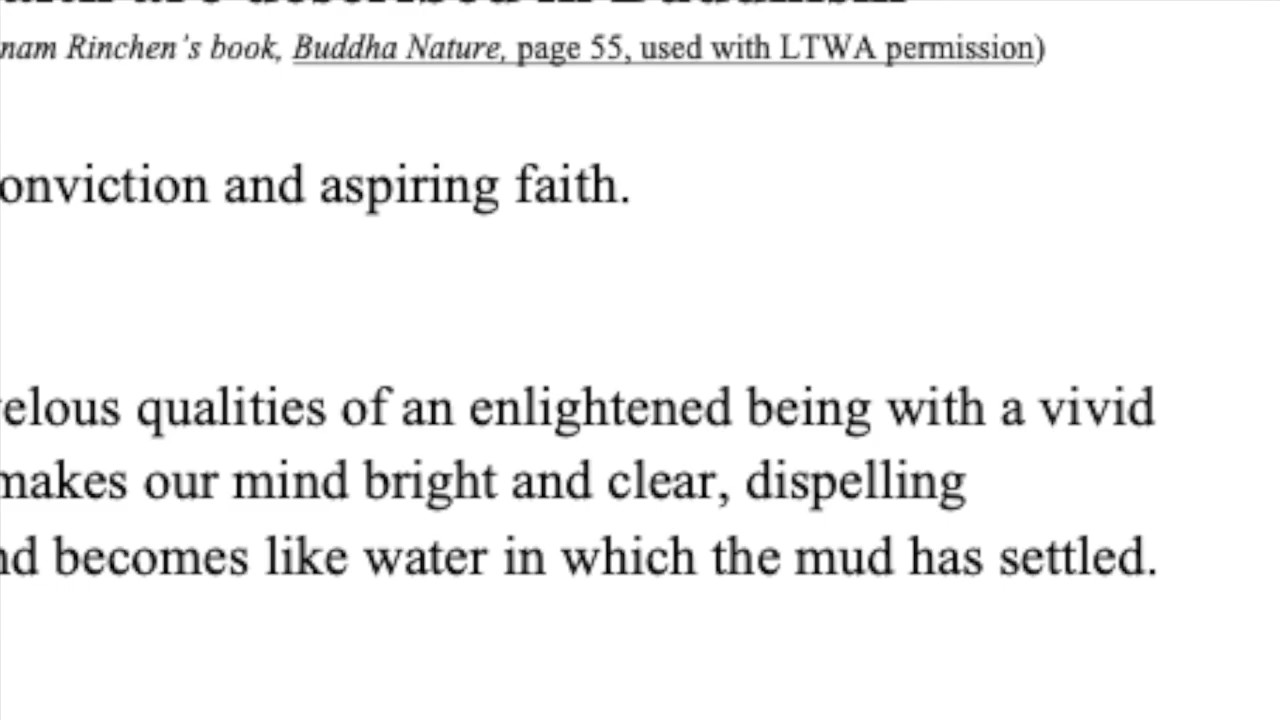 nam Rinchen's book, Buddha Nature, page 55, used with LTWA permission)
onviction and aspiring faith.
elous qualities of an enlightened being with a vivid
makes our mind bright and clear, dispelling
nd becomes like water in which the mud has settled.